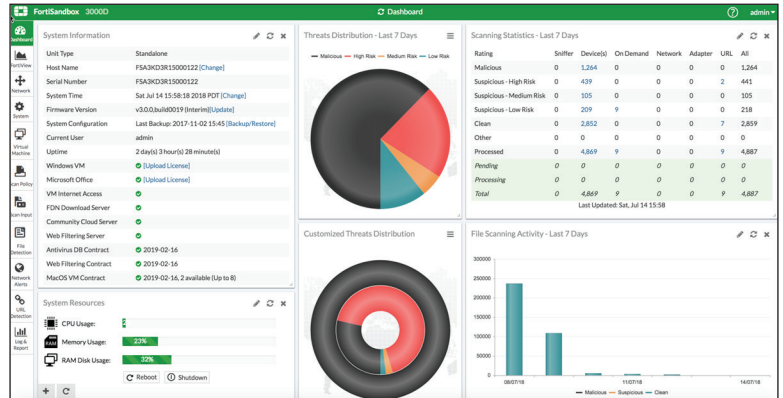 FortiSandbox 3000D
Dashboard
admin
Dashboard
FortiView
Network
System
Virtual Machine
Scan Policy
Scan Input
File Detection
Network Alerts
URL Detection
Log & Report
System Information
Unit Type Standalone
Host Name FSA3KD3R15000122 [Change]
Serial Number FSA3KD3R15000122
System Time Sat Jul 14 15:58:18 2018 PDT [Change]
Firmware Version v3.0.0,build0019 (Interim)[Update]
System Configuration Last Backup: 2017-11-02 15:45 [Backup/Restore]
Current User admin
Uptime 2 day(s) 3 hour(s) 28 minute(s)
Windows VM [Upload License]
Microsoft Office [Upload License]
VM Internet Access
FDN Download Server
Community Cloud Server
Web Filtering Server
Antivirus DB Contract 2019-02-16
Web Filtering Contract 2019-02-16
MacOS VM Contract 2019-02-16, 2 available (Up to 8)
System Resources
CPU Usage:
RAM Memory Usage: 23%
RAM Disk Usage: 32%
Reboot Shutdown
Threats Distribution - Last 7 Days
Malicious High Risk Medium Risk Low Risk
Customized Threats Distribution
Scanning Statistics - Last 7 Days
Rating Sniffer Device(s) On Demand Network Adapter URL All
Malicious 0 1,264 0 0 0 0 1,264
Suspicious - High Risk 0 439 0 0 0 2 441
Suspicious - Medium Risk 0 105 0 0 0 0 105
Suspicious - Low Risk 0 209 9 0 0 0 218
Clean 0 2,852 0 0 0 7 2,859
Other 0 0 0 0 0 0 0
Processed 0 4,869 9 0 0 9 4,887
Pending 0 0 0 0 0 0 0
Processing 0 0 0 0 0 0 0
Total 0 4,869 9 0 0 9 4,887
Last Updated: Sat, Jul 14 15:58
File Scanning Activity - Last 7 Days
300000
250000
200000
150000
100000
50000
0
08/07/18 11/07/18 14/07/18
Malicious Suspicious Clean